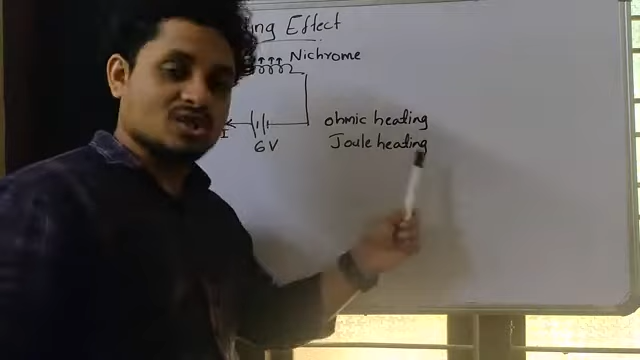 ing Effect
Nichrome
I
6V
ohmic heading
Joule heading